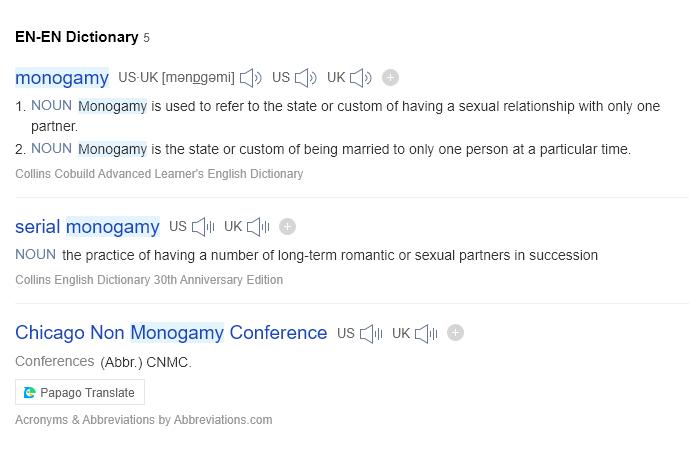 EN-EN Dictionary 5
monogamy US·UK [mənɒgəmi] US UK
1. NOUN Monogamy is used to refer to the state or custom of having a sexual relationship with only one
partner.
2. NOUN Monogamy is the state or custom of being married to only one person at a particular time.
Collins Cobuild Advanced Learner's English Dictionary
serial monogamy US UK
NOUN the practice of having a number of long-term romantic or sexual partners in succession
Collins English Dictionary 30th Anniversary Edition
Chicago Non Monogamy Conference US UK
Conferences (Abbr.) CNMC.
Papago Translate
Acronyms & Abbreviations by Abbreviations.com